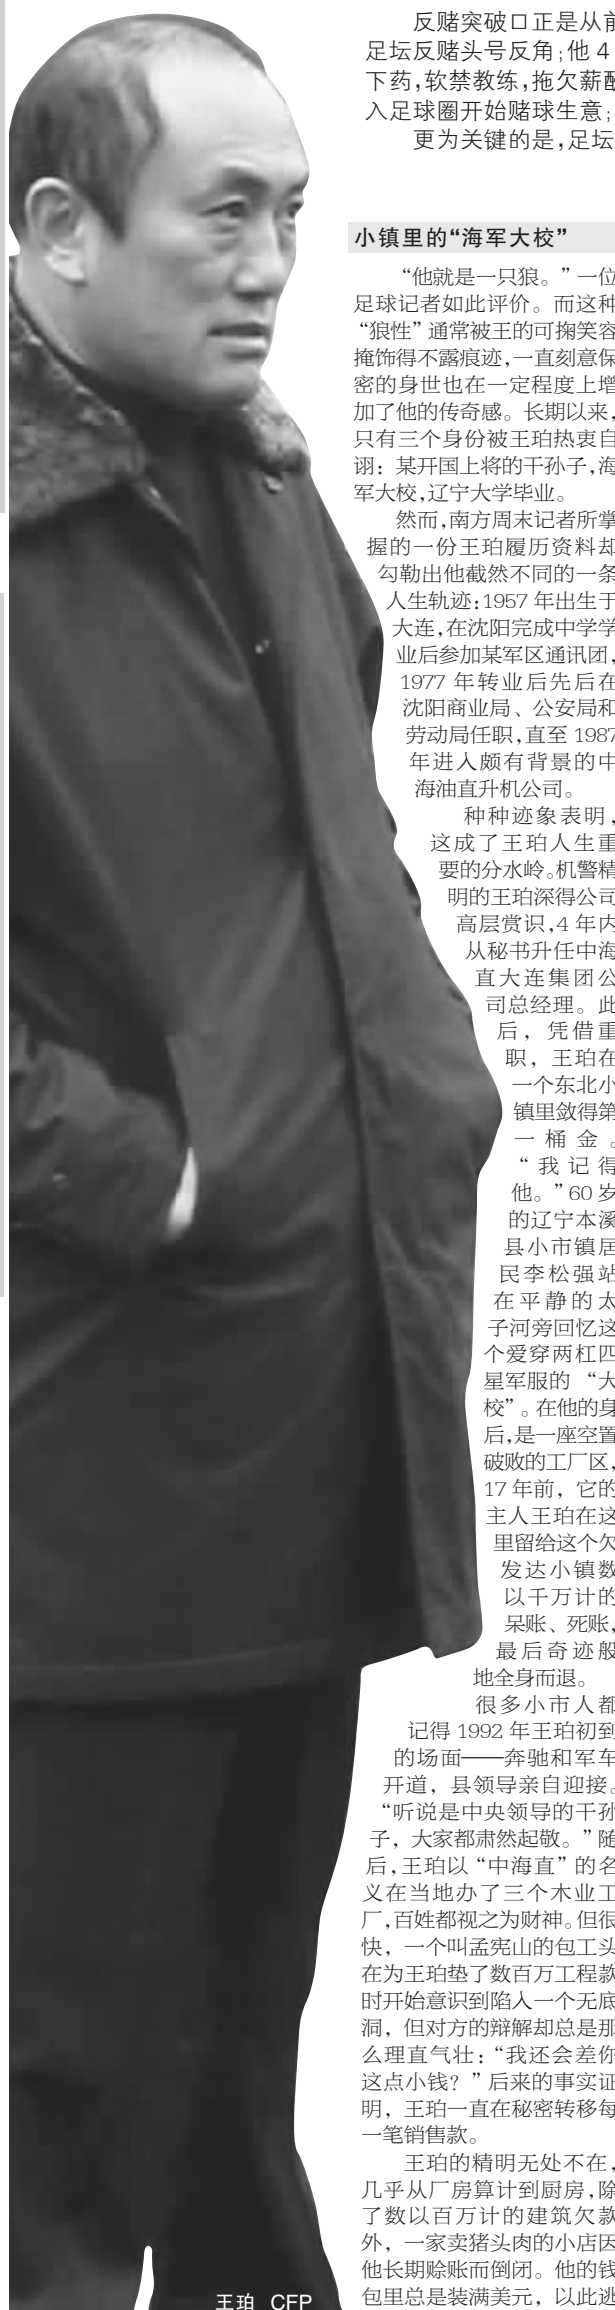 反赌突破口正是从前
足坛反赌头号反角；他 4
下药，软禁教练，拖欠薪酬
入足球圈开始赌球生意；
更为关键的是，足坛
小镇里的“海军大校”
“他就是一只狼。”一位
足球记者如此评价。而这种
“狼性”通常被王的可掬笑容
掩饰得不露痕迹，一直刻意保
密的身世也在一定程度上增
加了他的传奇感。长期以来，
只有三个身份被王珀热衷自
诩：某开国上将的干孙子，海
军大校，辽宁大学毕业。
然而，南方周末记者所掌
握的一份王珀履历资料却
勾勒出他截然不同的一条
人生轨迹：1957 年出生于
大连，在沈阳完成中学学
业后参加某军区通讯团，
1977 年转业后先后在
沈阳商业局、公安局和
劳动局任职，直至 1987
年进入颇有背景的中
海油直升机公司。
种种迹象表明，
这成了王珀人生重
要的分水岭。机警精
明的王珀深得公司
高层赏识，4 年内
从秘书升任中海
直大连集团公
司总经理。此
后，凭借重
职，王珀在
一个东北小
镇里敛得第
一桶金。
“我记得
他。”60 岁
的辽宁本溪
县小市镇居
民李松强站
在平静的太
子河旁回忆这
个爱穿两杠四
星军服的“大
校”。在他的身
后，是一座空置
破败的工厂区，
17 年前，它的
主人王珀在这
里留给这个欠
发达小镇数
以千万计的
呆账、死账，
最后奇迹般
地全身而退。
很多小市人都
记得 1992 年王珀初到
的场面——奔驰和军车
开道，县领导亲自迎接。
“听说是中央领导的干孙
子，大家都肃然起敬。”随
后，王珀以“中海直”的名
义在当地办了三个木业工
厂，百姓都视之为财神。但很
快，一个叫孟宪山的包工头
在为王珀垫了数百万工程款
时开始意识到陷入一个无底
洞，但对方的辩解却总是那
么理直气壮：“我还会差你
这点小钱？”后来的事实证
明，王珀一直在秘密转移每
一笔销售款。
王珀的精明无处不在，
几乎从厂房算计到厨房，除
了数以百万计的建筑欠款
外，一家卖猪头肉的小店因
他长期赊账而倒闭。他的钱
包里总是装满美元，以此逃
王珀 CFP